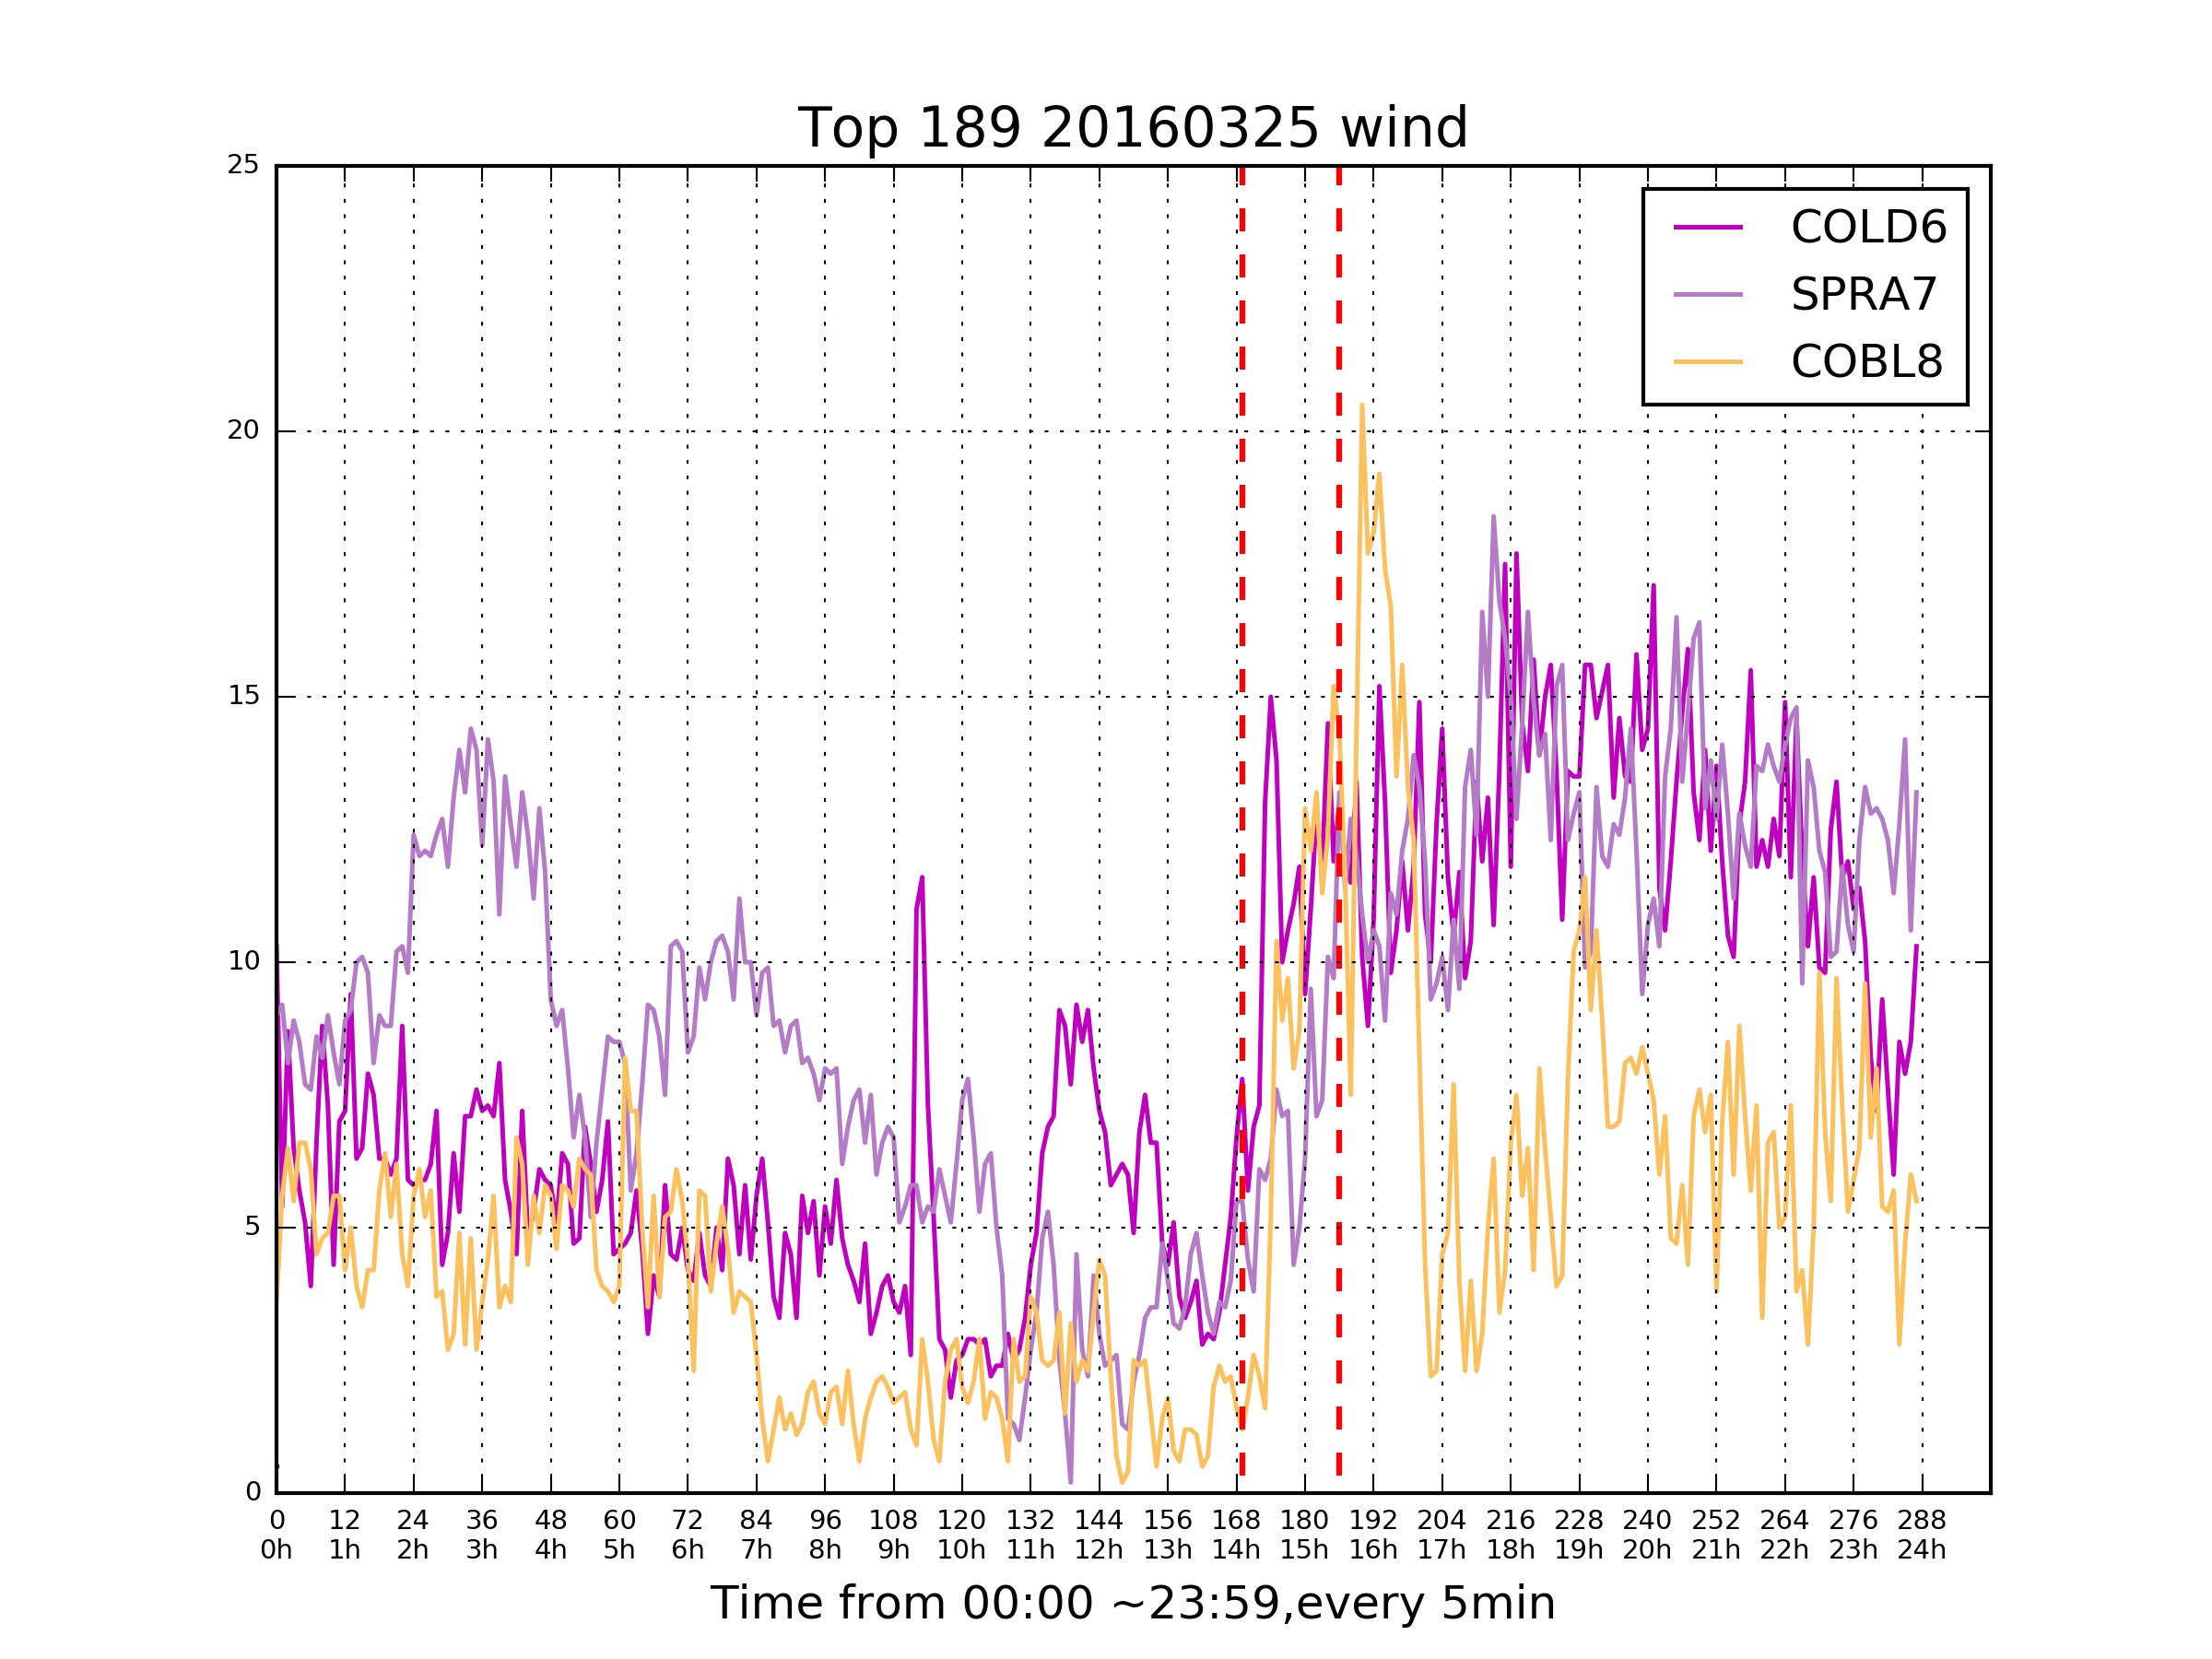 Top 189 20160325 wind
25
20
15
10
5
0
COLD6
SPRA7
COBL8
0 12 24 36 48 60 72 84 96 108 120 132 144 156 168 180 192 204 216 228 240 252 264 276 288
0h 1h 2h 3h 4h 5h 6h 7h 8h 9h 10h 11h 12h 13h 14h 15h 16h 17h 18h 19h 20h 21h 22h 23h 24h
Time from 00:00 ~23:59,every 5min